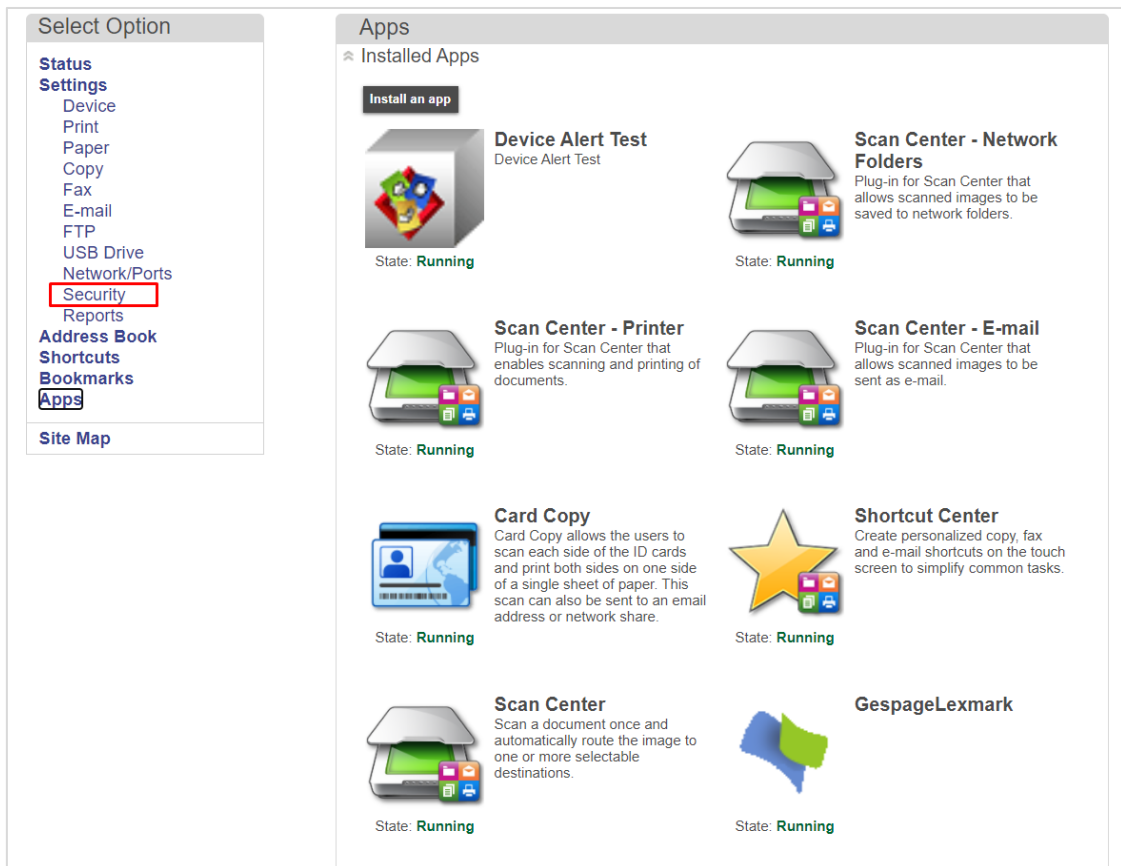 Select Option
Status
Settings
Device
Print
Paper
Copy
Fax
E-mail
FTP
USB Drive
Network/Ports
Security
Reports
Address Book
Shortcuts
Bookmarks
Apps
Site Map
Apps
Installed Apps
Install an app
Device Alert Test
Device Alert Test
State: Running
Scan Center - Network
Folders
Plug-in for Scan Center that
allows scanned images to be
saved to network folders.
State: Running
Scan Center - Printer
Plug-in for Scan Center that
enables scanning and printing of
documents.
State: Running
Scan Center - E-mail
Plug-in for Scan Center that
allows scanned images to be
sent as e-mail.
State: Running
Card Copy
Card Copy allows the users to
scan each side of the ID cards
and print both sides on one side
of a single sheet of paper. This
scan can also be sent to an email
address or network share.
State: Running
Shortcut Center
Create personalized copy, fax
and e-mail shortcuts on the touch
screen to simplify common tasks.
State: Running
Scan Center
Scan a document once and
automatically route the image to
one or more selectable
destinations.
State: Running
GespageLexmark
State: Running